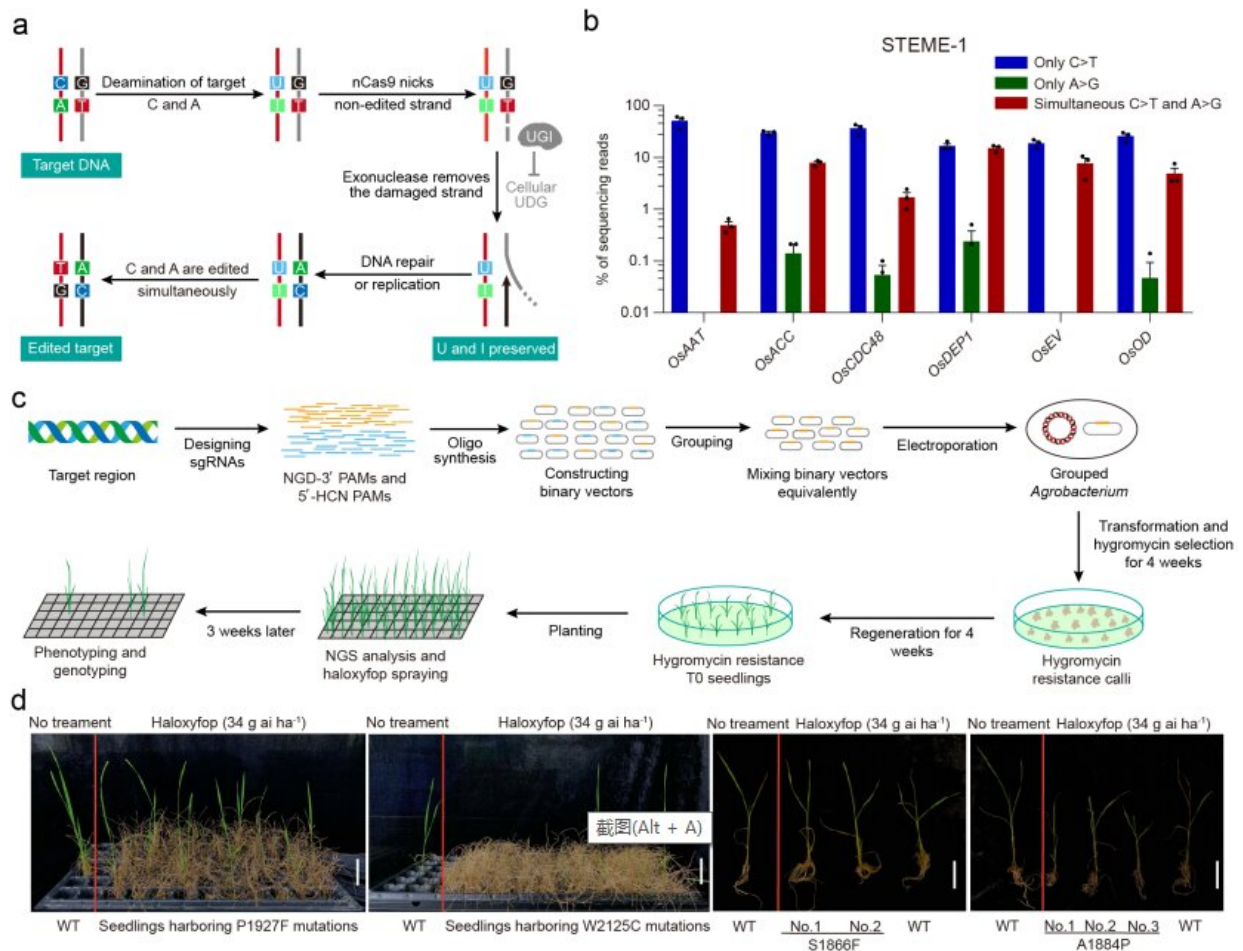 a
C G
A T
Deamination of target
C and A
U G
I T
nCas9 nicks
non-edited strand
U G
I T
UGI
Cellular
UDG
Target DNA
Exonuclease removes
the damaged strand
T A
G C
C and A are edited
simultaneously
U A
I C
DNA repair
or replication
U
I
Edited target
U and I preserved
b
STEME-1
Only C>T
Only A>G
Simultaneous C>T and A>G
% of sequencing reads
100
10
1
0.1
0.01
OsAAT
OsACC
OsCDC48
OsDEP1
OsEV
OsOD
c
Target region
Designing
sgRNAs
NGD-3′ PAMs and
5′-HCN PAMs
Oligo
synthesis
Constructing
binary vectors
Grouping
Mixing binary vectors
equivalently
Electroporation
Grouped
Agrobacterium
Transformation and
hygromycin selection
for 4 weeks
Hygromycin
resistance calli
Regeneration for 4
weeks
Hygromycin resistance
T0 seedlings
Planting
NGS analysis and
haloxyfop spraying
3 weeks later
Phenotyping and
genotyping
d
No treament Haloxyfop (34 g ai ha⁻¹)
No treament Haloxyfop (34 g ai ha⁻¹)
No treament Haloxyfop (34 g ai ha⁻¹)
No treament Haloxyfop (34 g ai ha⁻¹)
截图(Alt + A)
WT Seedlings harboring P1927F mutations
WT Seedlings harboring W2125C mutations
WT No.1 No.2 WT
S1866F
WT No.1 No.2 No.3 WT
A1884P